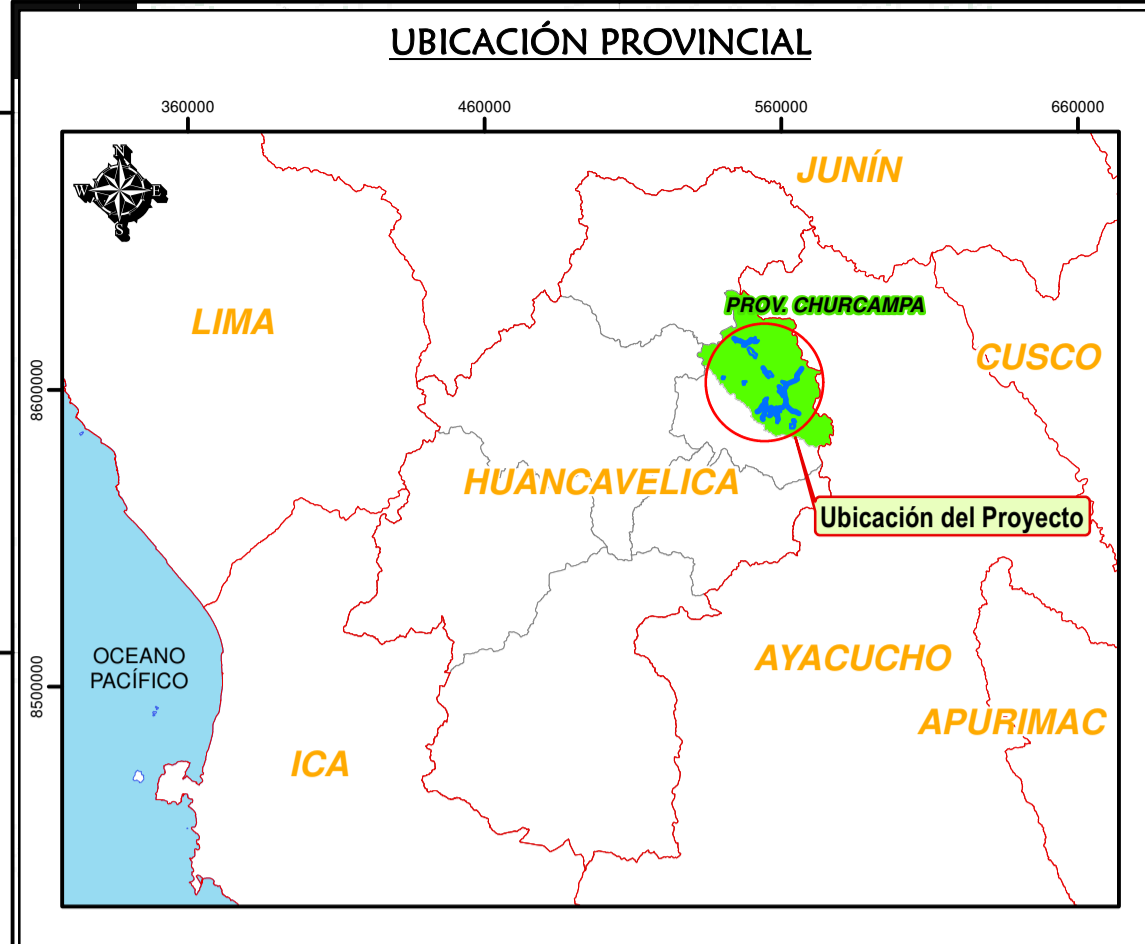 UBICACIÓN PROVINCIAL
360000
460000
560000
660000
N
W
E
S
JUNÍN
LIMA
PROV. CHURCAMPA
CUSCO
8600000
HUANCAVELICA
Ubicación del Proyecto
OCEANO
PACÍFICO
AYACUCHO
8500000
APURIMAC
ICA